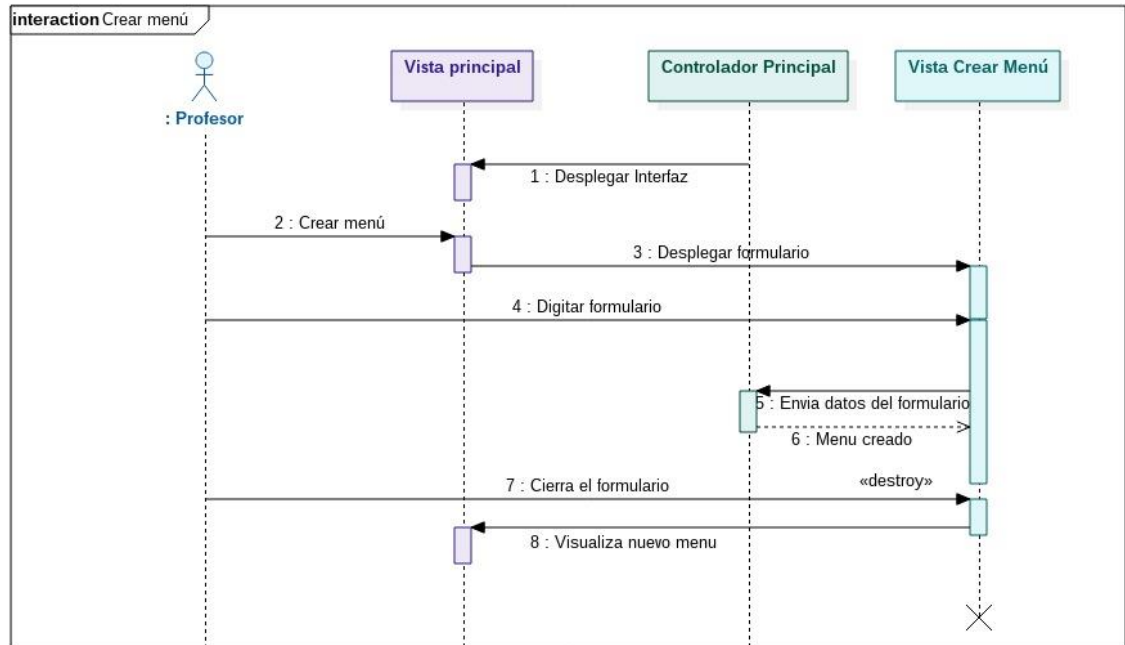 interaction Crear menú
Vista principal
Controlador Principal
Vista Crear Menú
: Profesor
1 : Desplegar Interfaz
2 : Crear menú
3 : Desplegar formulario
4 : Digitar formulario
5 : Envia datos del formulario
6 : Menu creado
«destroy»
7 : Cierra el formulario
8 : Visualiza nuevo menu